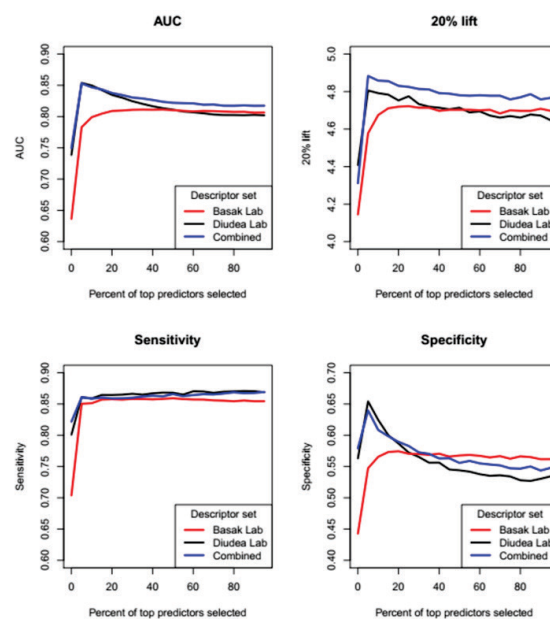 AUC
0.90
0.85
0.80
0.75
0.70
0.65
0.60
AUC
Descriptor set
Basak Lab
Diudea Lab
Combined
0 20 40 60 80
Percent of top predictors selected
20% lift
5.0
4.8
4.6
4.4
4.2
4.0
20% lift
Descriptor set
Basak Lab
Diudea Lab
Combined
0 20 40 60 80
Percent of top predictors selected
Sensitivity
0.90
0.85
0.80
0.75
0.70
0.65
0.60
Sensitivity
Descriptor set
Basak Lab
Diudea Lab
Combined
0 20 40 60 80
Percent of top predictors selected
Specificity
0.70
0.65
0.60
0.55
0.50
0.45
0.40
Specificity
Descriptor set
Basak Lab
Diudea Lab
Combined
0 20 40 60 80
Percent of top predictors selected